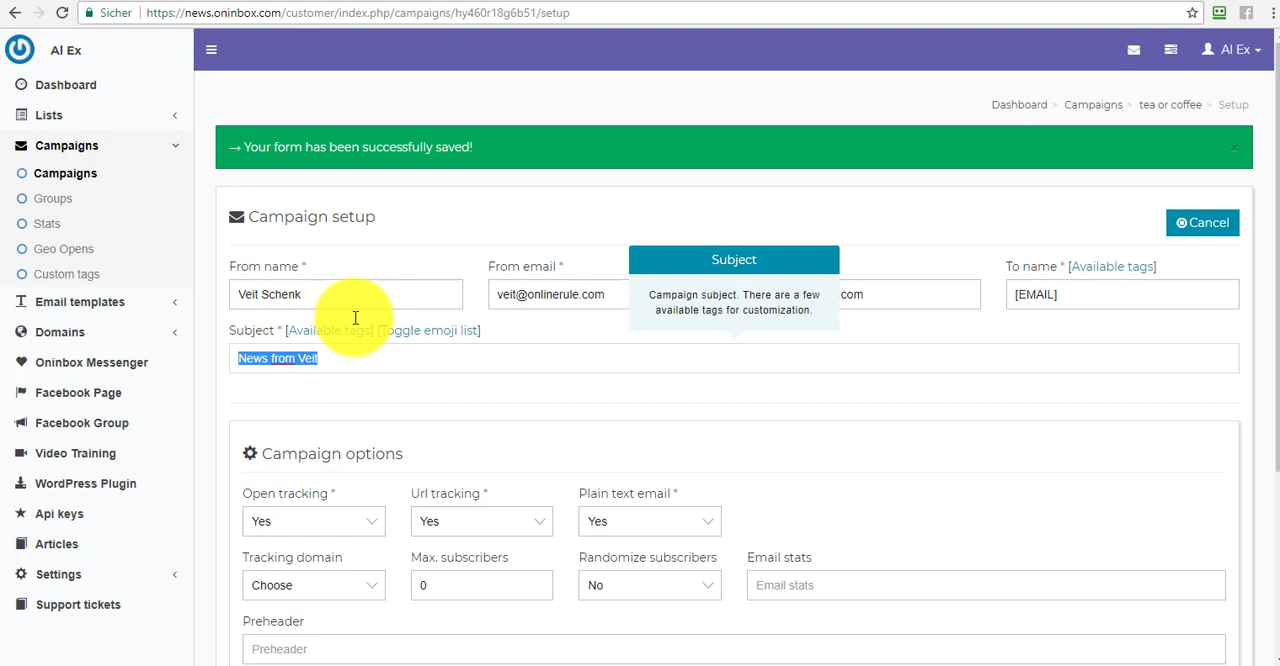 Sicher
https://news.oninbox.com/customer/index.php/campaigns/hy460r18g6b51/setup
Al Ex
Al Ex
Dashboard
Lists
Campaigns
Campaigns
Groups
Stats
Geo Opens
Custom tags
Email templates
Domains
Oninbox Messenger
Facebook Page
Facebook Group
Video Training
WordPress Plugin
Api keys
Articles
Settings
Support tickets
Dashboard > Campaigns > tea or coffee > Setup
→ Your form has been successfully saved!
x
Campaign setup
Cancel
From name *
From email *
To name * [Available tags]
Veit Schenk
veit@onlinerule.com
com
[EMAIL]
Subject
Campaign subject. There are a few
available tags for customization.
Subject * [Available tags] [Toggle emoji list]
News from Veit
Campaign options
Open tracking *
Url tracking *
Plain text email *
Yes
Yes
Yes
Tracking domain
Max. subscribers
Randomize subscribers
Email stats
Choose
0
No
Email stats
Preheader
Preheader